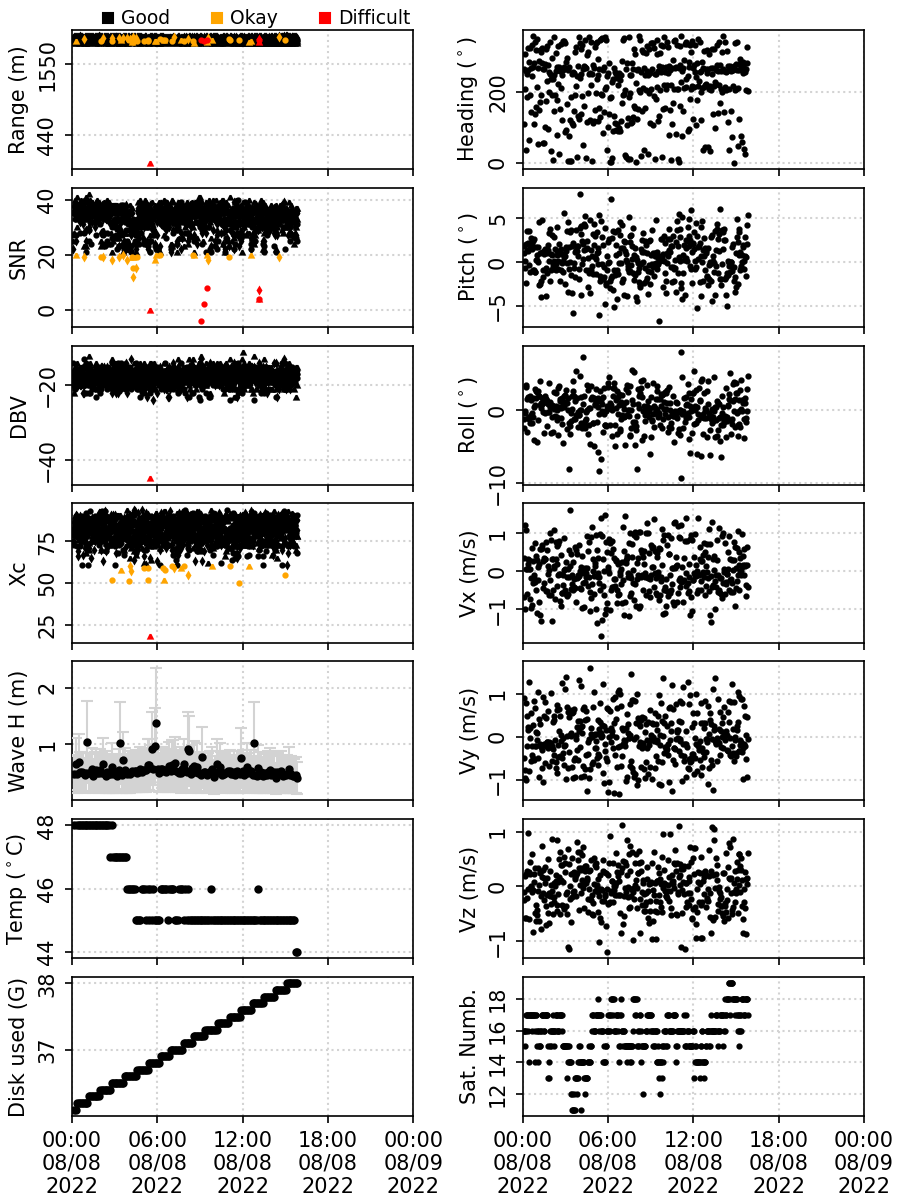 Good Okay Difficult
Range (m)
1550
440
Heading (°)
200
0
SNR
40
20
0
Pitch (°)
5
0
−5
DBV
−20
−40
Roll (°)
0
−10
Xc
75
50
25
Vx (m/s)
1
0
−1
Wave H (m)
2
1
Vy (m/s)
1
0
−1
Temp (°C)
48
46
44
Vz (m/s)
1
0
−1
Disk used (G)
38
37
Sat. Numb.
18
16
14
12
00:00 06:00 12:00 18:00 00:00 00:00 06:00 12:00 18:00 00:00
08/08 08/08 08/08 08/08 08/09 08/08 08/08 08/08 08/08 08/09
2022 2022 2022 2022 2022 2022 2022 2022 2022 2022